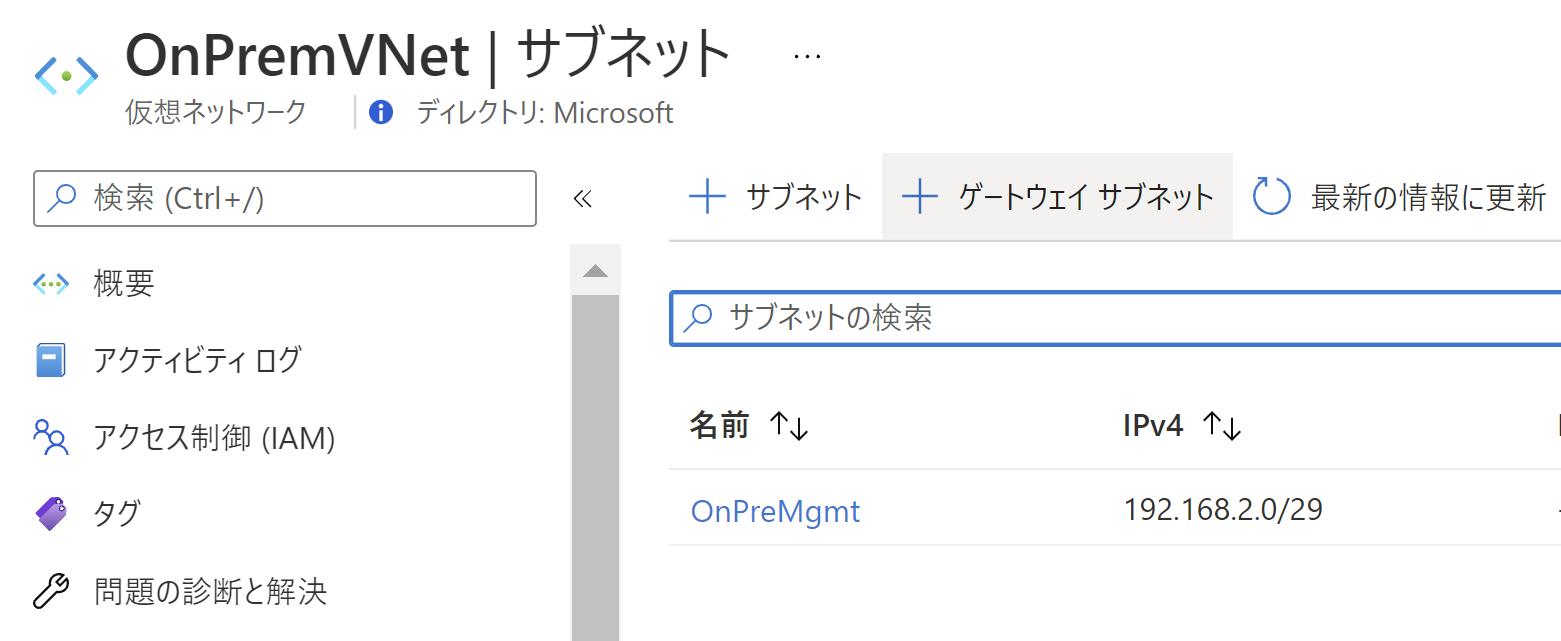 OnPremVNet | サブネット …
仮想ネットワーク | ディレクトリ: Microsoft
検索 (Ctrl+/)
«
+ サブネット + ゲートウェイ サブネット 最新の情報に更新
概要
アクティビティ ログ
アクセス制御 (IAM)
タグ
問題の診断と解決
サブネットの検索
名前 ↑↓ IPv4 ↑↓
OnPreMgmt 192.168.2.0/29